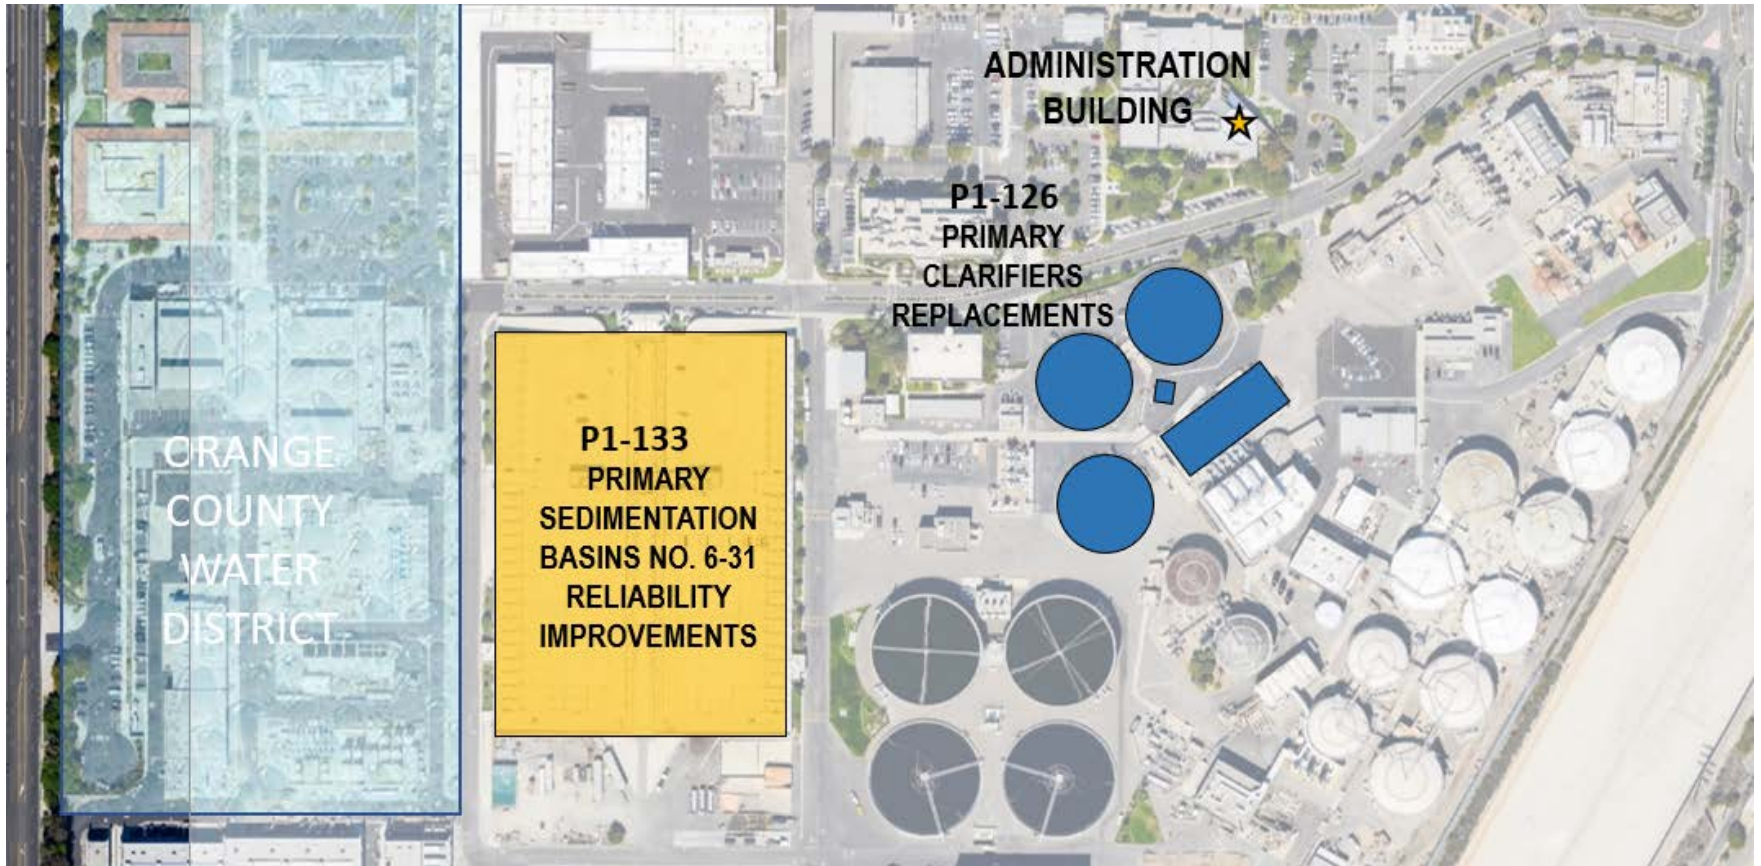 ADMINISTRATION
BUILDING
P1-126
PRIMARY
CLARIFIERS
REPLACEMENTS
ORANGE
COUNTY
WATER
DISTRICT
P1-133
PRIMARY
SEDIMENTATION
BASINS NO. 6-31
RELIABILITY
IMPROVEMENTS